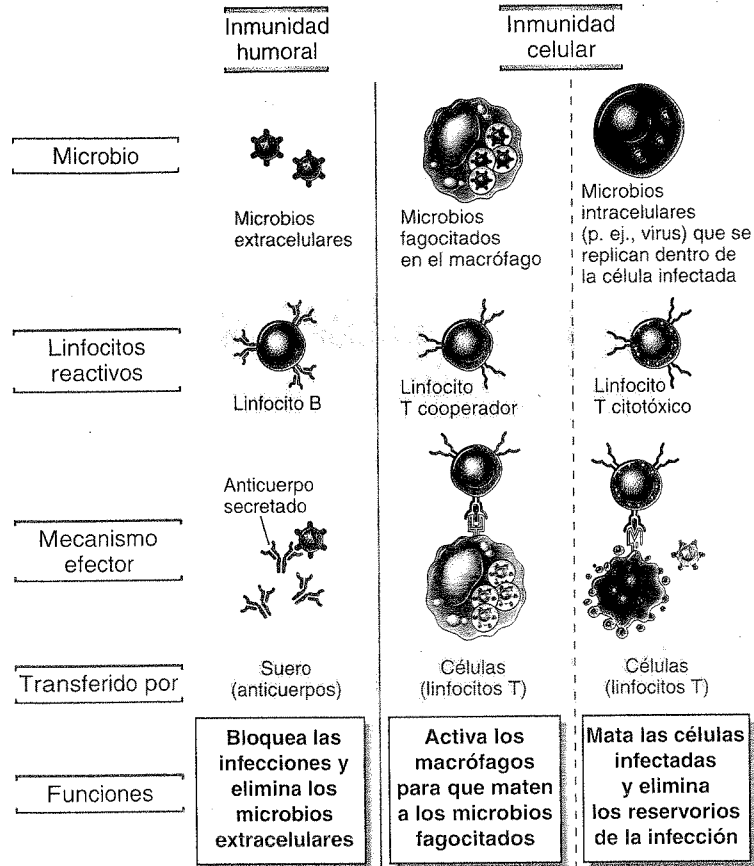 Inmunidad
humoral
Inmunidad
celular
Microbio
Microbios
extracelulares
Microbios
fagocitados
en el macrófago
Microbios
intracelulares
(p. ej., virus) que se
replican dentro de
la célula infectada
Linfocitos
reactivos
Linfocito B
Linfocito
T cooperador
Linfocito
T citotóxico
Mecanismo
efector
Anticuerpo
secretado
Transferido por
Suero
(anticuerpos)
Células
(linfocitos T)
Células
(linfocitos T)
Funciones
Bloquea las
infecciones y
elimina los
microbios
extracelulares
Activa los
macrófagos
para que maten
a los microbios
fagocitados
Mata las células
infectadas
y elimina
los reservorios
de la infección